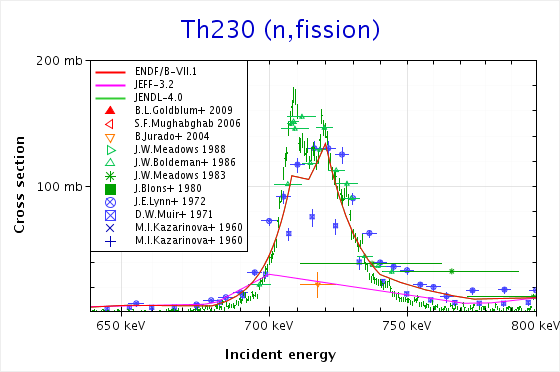 Th230 (n,fission)
200 mb
ENDF/B-VII.1
JEFF-3.2
JENDL-4.0
B.L.Goldblum+ 2009
S.F.Mughabghab 2006
B.Jurado+ 2004
J.W.Meadows 1988
J.W.Boldeman+ 1986
J.W.Meadows 1983
J.Blons+ 1980
J.E.Lynn+ 1972
D.W.Muir+ 1971
M.I.Kazarinova+ 1960
M.I.Kazarinova+ 1960
100 mb
Cross section
650 keV
700 keV
750 keV
800 keV
Incident energy